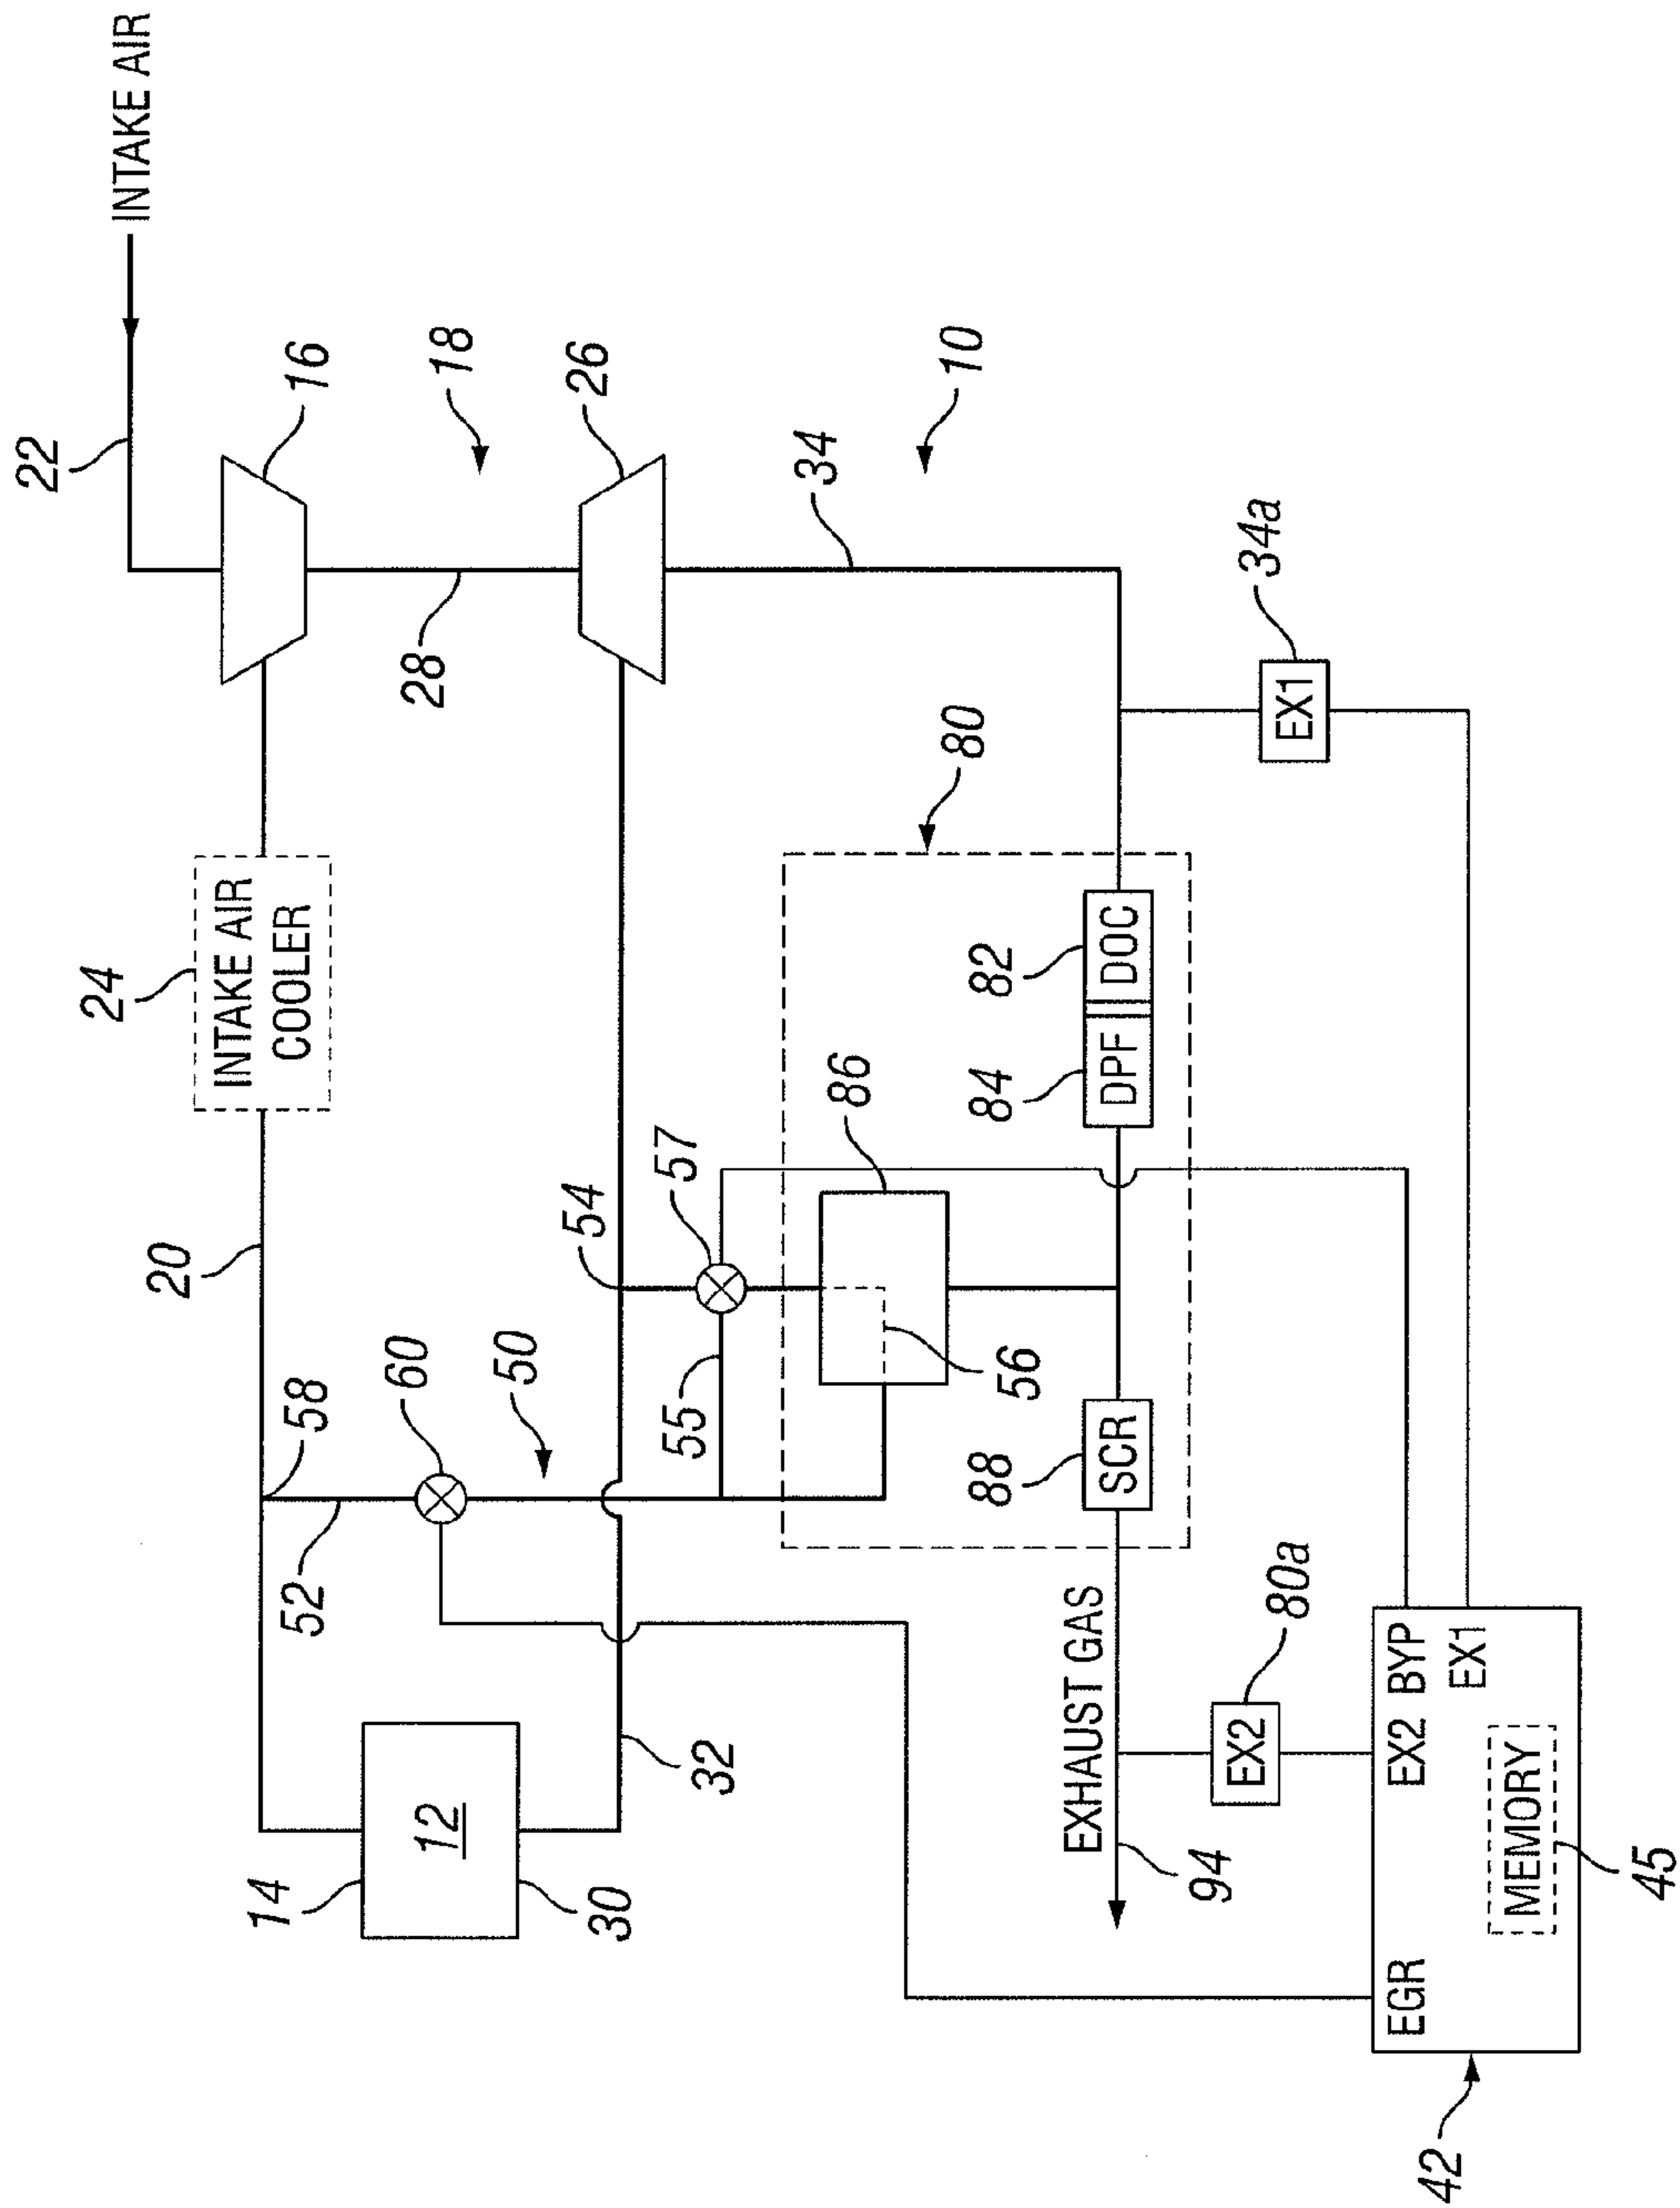 22
24
INTAKE AIR
20
INTAKE AIR
COOLER
14
52
58
16
60
28
12
18
50
54
26
30
57
55
32
34
86
80
10
88
84
82
56
EXHAUST GAS
SCR
DPF
DOC
94
EX2
80a
34a
EX1
EGR
EX2 BYP
42
EX1
MEMORY
45